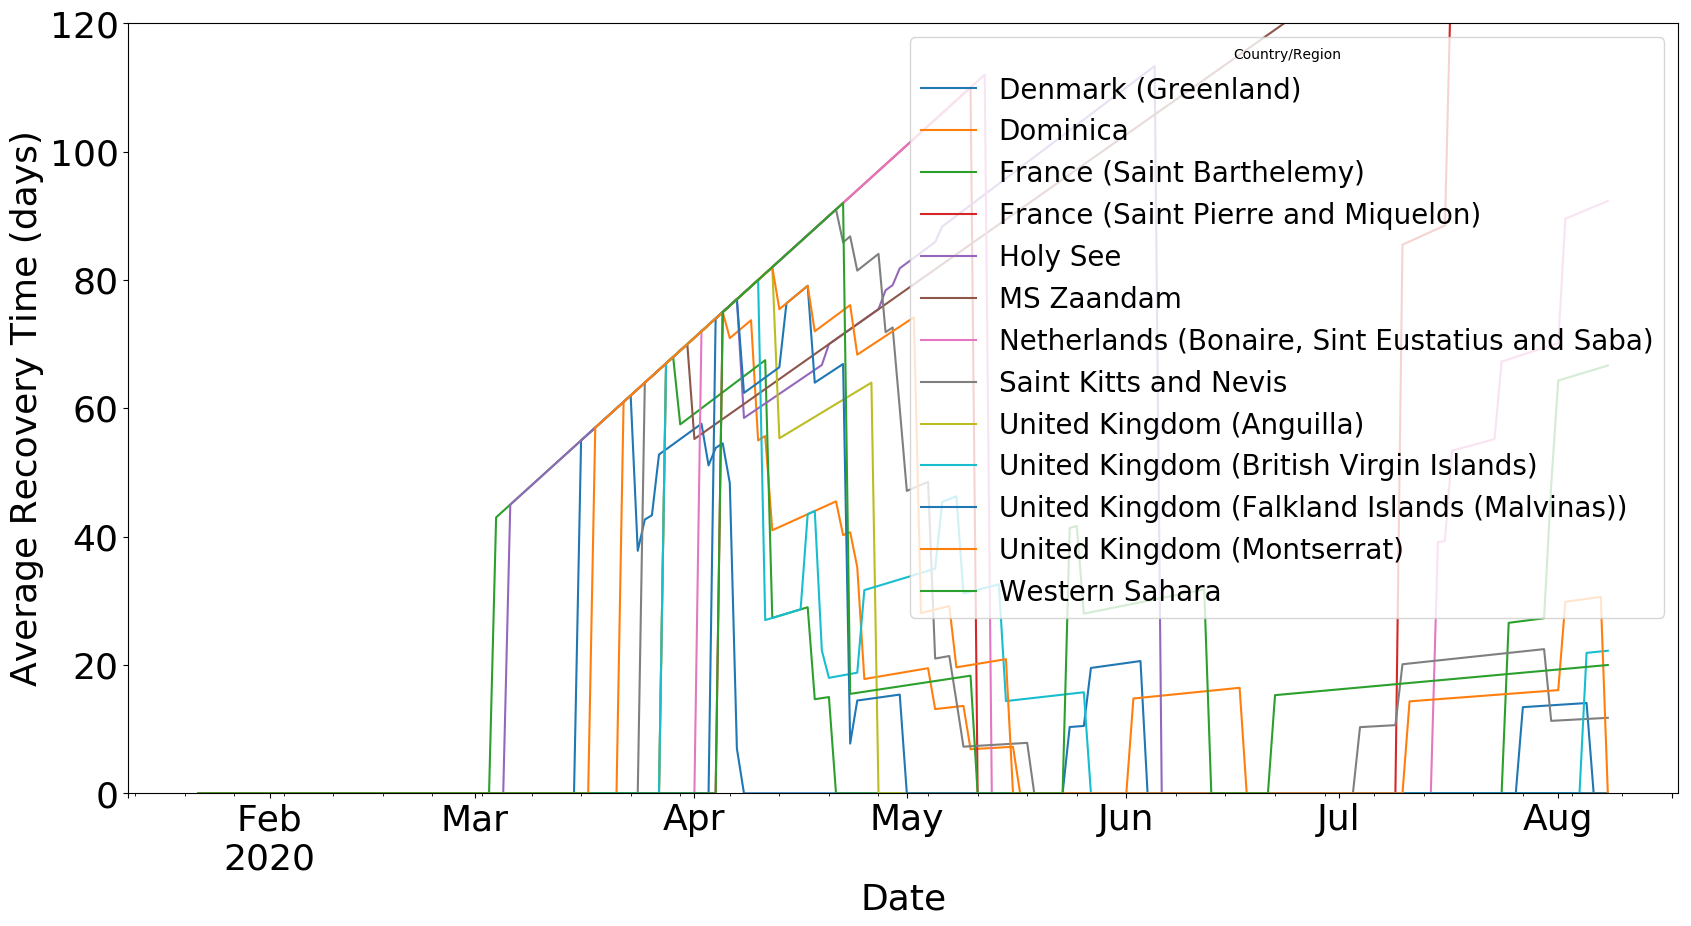 Average Recovery Time (days)
120
100
80
60
40
20
0
Country/Region
Denmark (Greenland)
Dominica
France (Saint Barthelemy)
France (Saint Pierre and Miquelon)
Holy See
MS Zaandam
Netherlands (Bonaire, Sint Eustatius and Saba)
Saint Kitts and Nevis
United Kingdom (Anguilla)
United Kingdom (British Virgin Islands)
United Kingdom (Falkland Islands (Malvinas))
United Kingdom (Montserrat)
Western Sahara
Feb Mar Apr May Jun Jul Aug
2020
Date